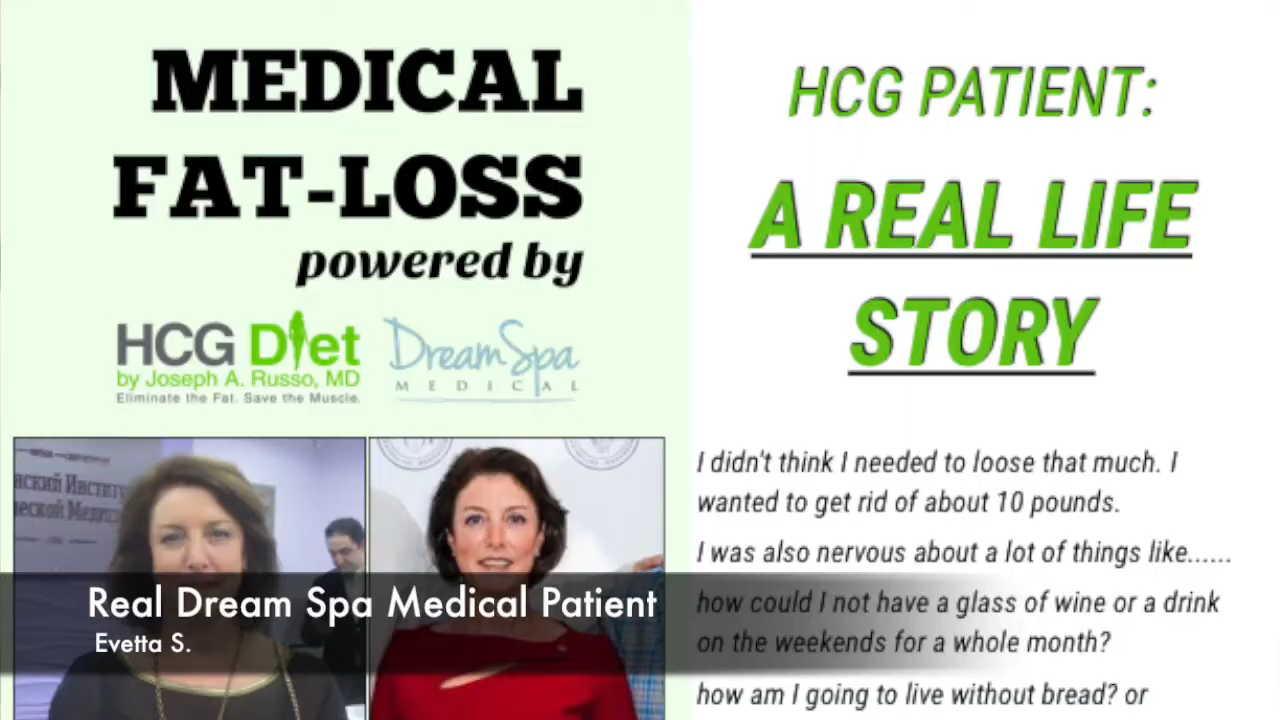 MEDICAL
FAT-LOSS
powered by
HCG Diet
by Joseph A. Russo, MD
Eliminate the Fat. Save the Muscle.
Dream Spa
MEDICAL
Real Dream Spa Medical Patient
Evetta S.
HCG PATIENT:
A REAL LIFE
STORY
I didn't think I needed to loose that much. I
wanted to get rid of about 10 pounds.
I was also nervous about a lot of things like......
how could I not have a glass of wine or a drink
on the weekends for a whole month?
how am I going to live without bread? or